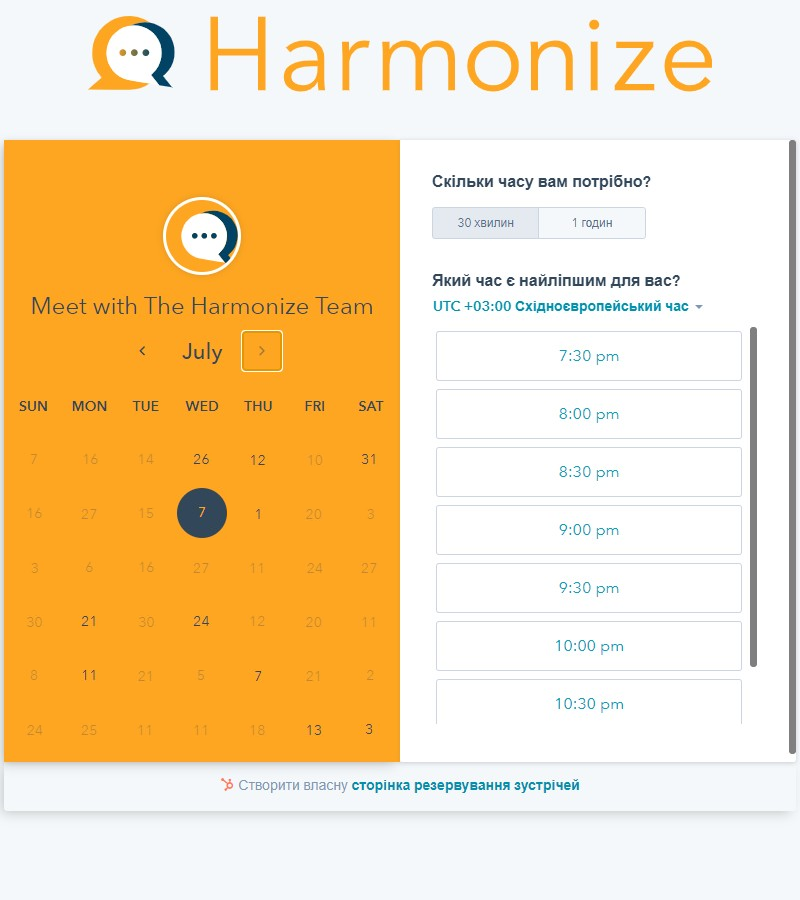 Harmonize
Meet with The Harmonize Team
July
SUN MON TUE WED THU FRI SAT
7 16 14 26 12 10 31
16 27 15 7 1 20 3
3 6 16 27 11 24 27
30 21 30 24 12 20 11
8 11 21 5 7 21 2
24 25 11 11 18 13 3
Скільки часу вам потрібно?
30 хвилин 1 годин
Який час є найліпшим для вас?
UTC +03:00 Східноєвропейський час
7:30 pm
8:00 pm
8:30 pm
9:00 pm
9:30 pm
10:00 pm
10:30 pm
Створити власну сторінка резервування зустрічей